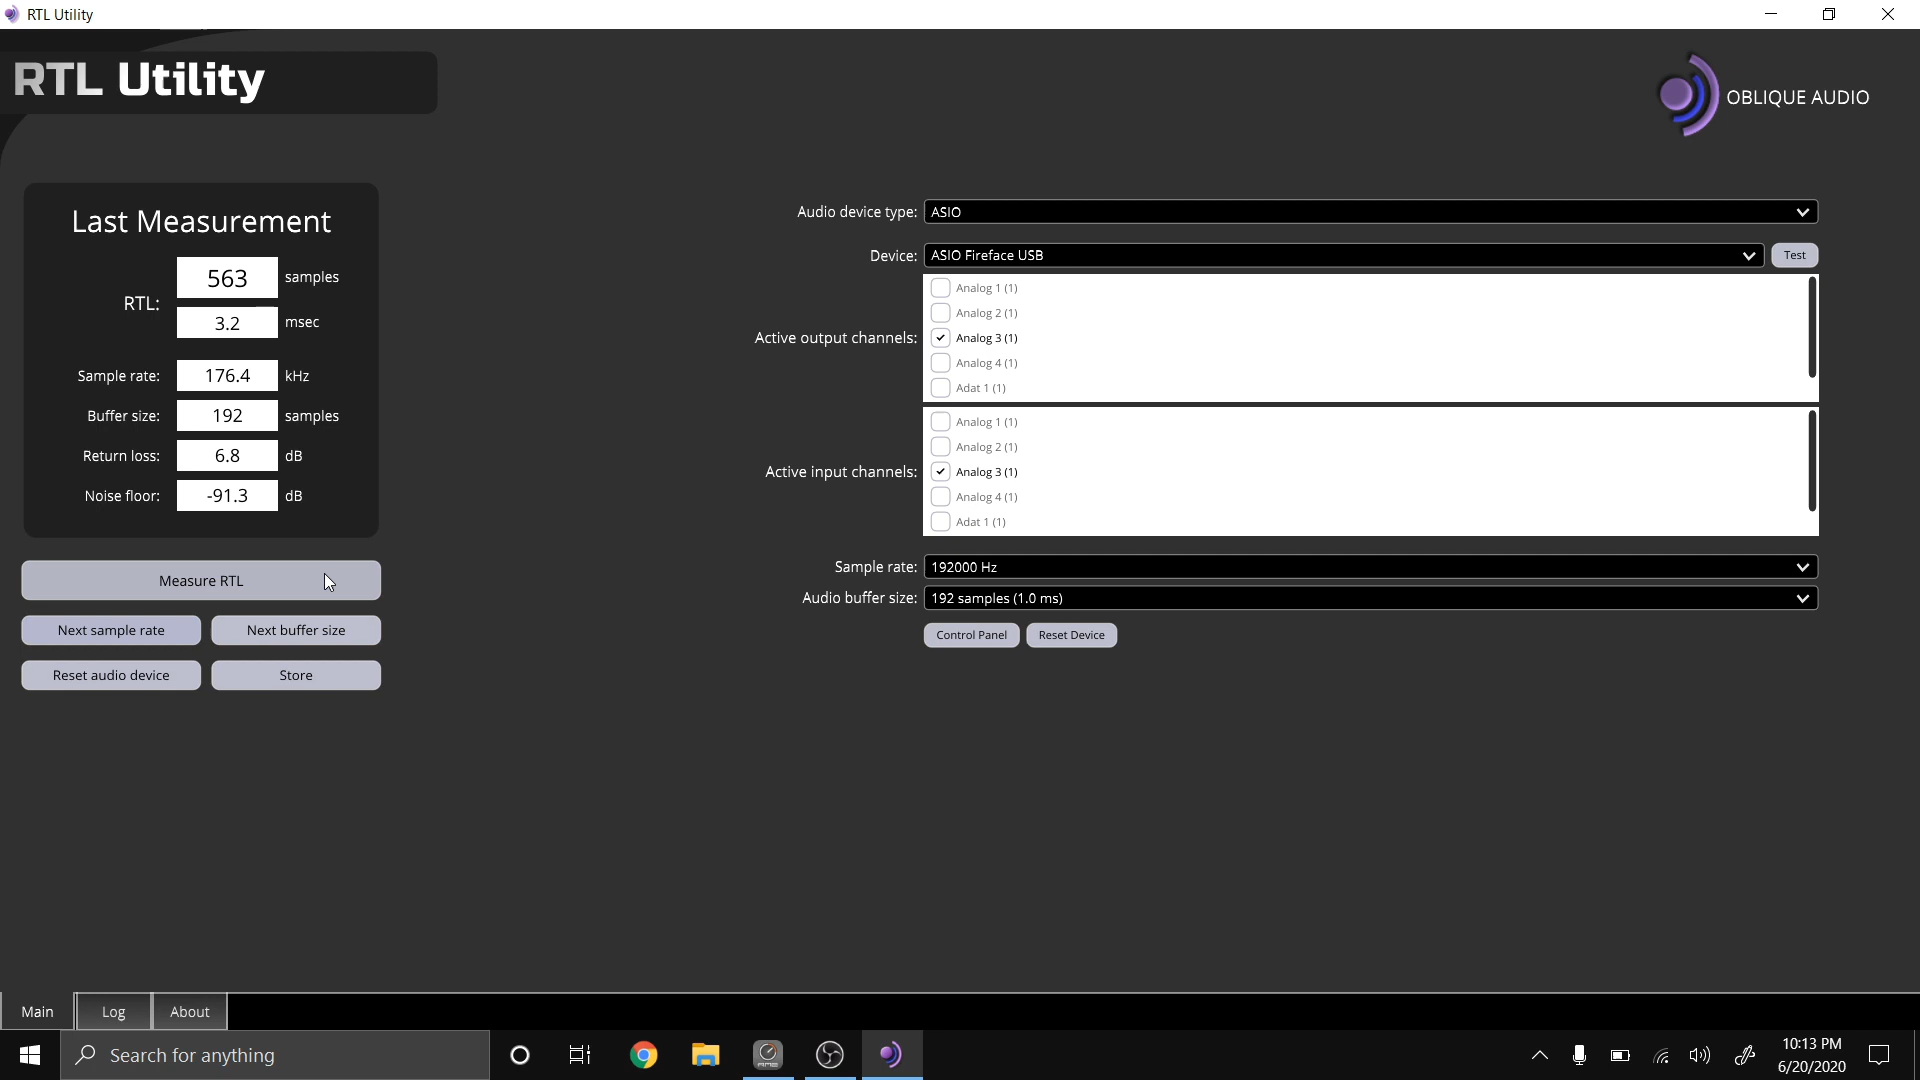 RTL Utility
RTL Utility
OBLIQUE AUDIO
Last Measurement
RTL: 563 samples
3.2 msec
Sample rate: 176.4 kHz
Buffer size: 192 samples
Return loss: 6.8 dB
Noise floor: -91.3 dB
Measure RTL
Next sample rate Next buffer size
Reset audio device Store
Audio device type: ASIO
Device: ASIO Fireface USB Test
Active output channels:
Analog 1 (1)
Analog 2 (1)
Analog 3 (1)
Analog 4 (1)
Adat 1 (1)
Active input channels:
Analog 1 (1)
Analog 2 (1)
Analog 3 (1)
Analog 4 (1)
Adat 1 (1)
Sample rate: 192000 Hz
Audio buffer size: 192 samples (1.0 ms)
Control Panel Reset Device
Main Log About
Search for anything
10:13 PM
6/20/2020